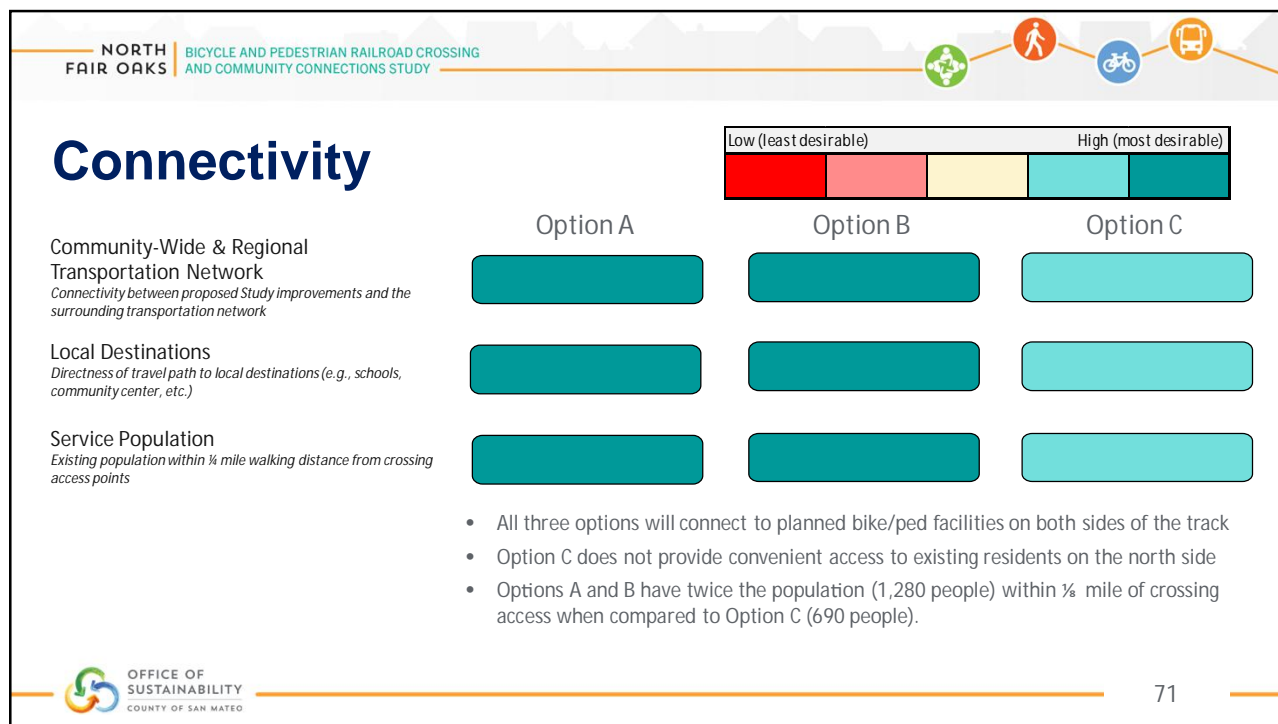 NORTH
FAIR OAKS
BICYCLE AND PEDESTRIAN RAILROAD CROSSING
AND COMMUNITY CONNECTIONS STUDY
Connectivity
Low (least desirable) High (most desirable)
Option A Option B Option C
Community-Wide & Regional
Transportation Network
Connectivity between proposed Study improvements and the
surrounding transportation network
Local Destinations
Directness of travel path to local destinations (e.g., schools,
community center, etc.)
Service Population
Existing population within ¼ mile walking distance from crossing
access points
• All three options will connect to planned bike/ped facilities on both sides of the track
• Option C does not provide convenient access to existing residents on the north side
• Options A and B have twice the population (1,280 people) within ⅛ mile of crossing
access when compared to Option C (690 people).
OFFICE OF
SUSTAINABILITY
COUNTY OF SAN MATEO
71